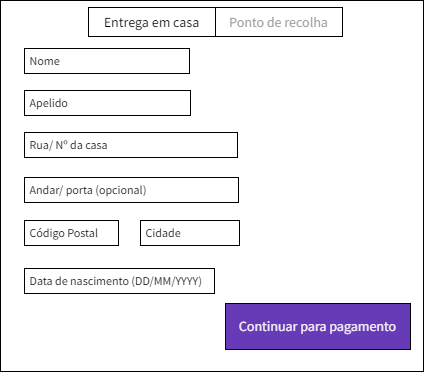 Entrega em casa
Ponto de recolha
Nome
Apelido
Rua/ Nº da casa
Andar/ porta (opcional)
Código Postal
Cidade
Data de nascimento (DD/MM/YYYY)
Continuar para pagamento